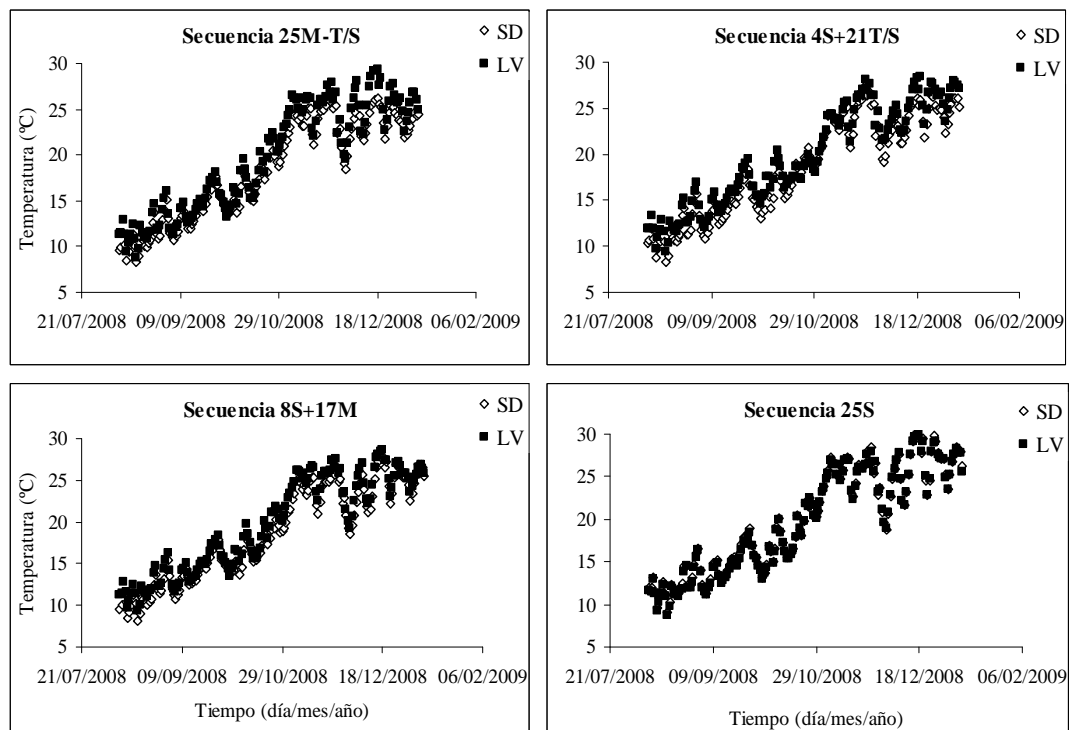 Secuencia 25M-T/S
SD
LV
Temperatura (ºC)
30
25
20
15
10
5
21/07/2008 09/09/2008 29/10/2008 18/12/2008 06/02/2009
Secuencia 4S+21T/S
SD
LV
30
25
20
15
10
5
21/07/2008 09/09/2008 29/10/2008 18/12/2008 06/02/2009
Secuencia 8S+17M
SD
LV
Temperatura (ºC)
30
25
20
15
10
5
21/07/2008 09/09/2008 29/10/2008 18/12/2008 06/02/2009
Tiempo (día/mes/año)
Secuencia 25S
SD
LV
30
25
20
15
10
5
21/07/2008 09/09/2008 29/10/2008 18/12/2008 06/02/2009
Tiempo (día/mes/año)